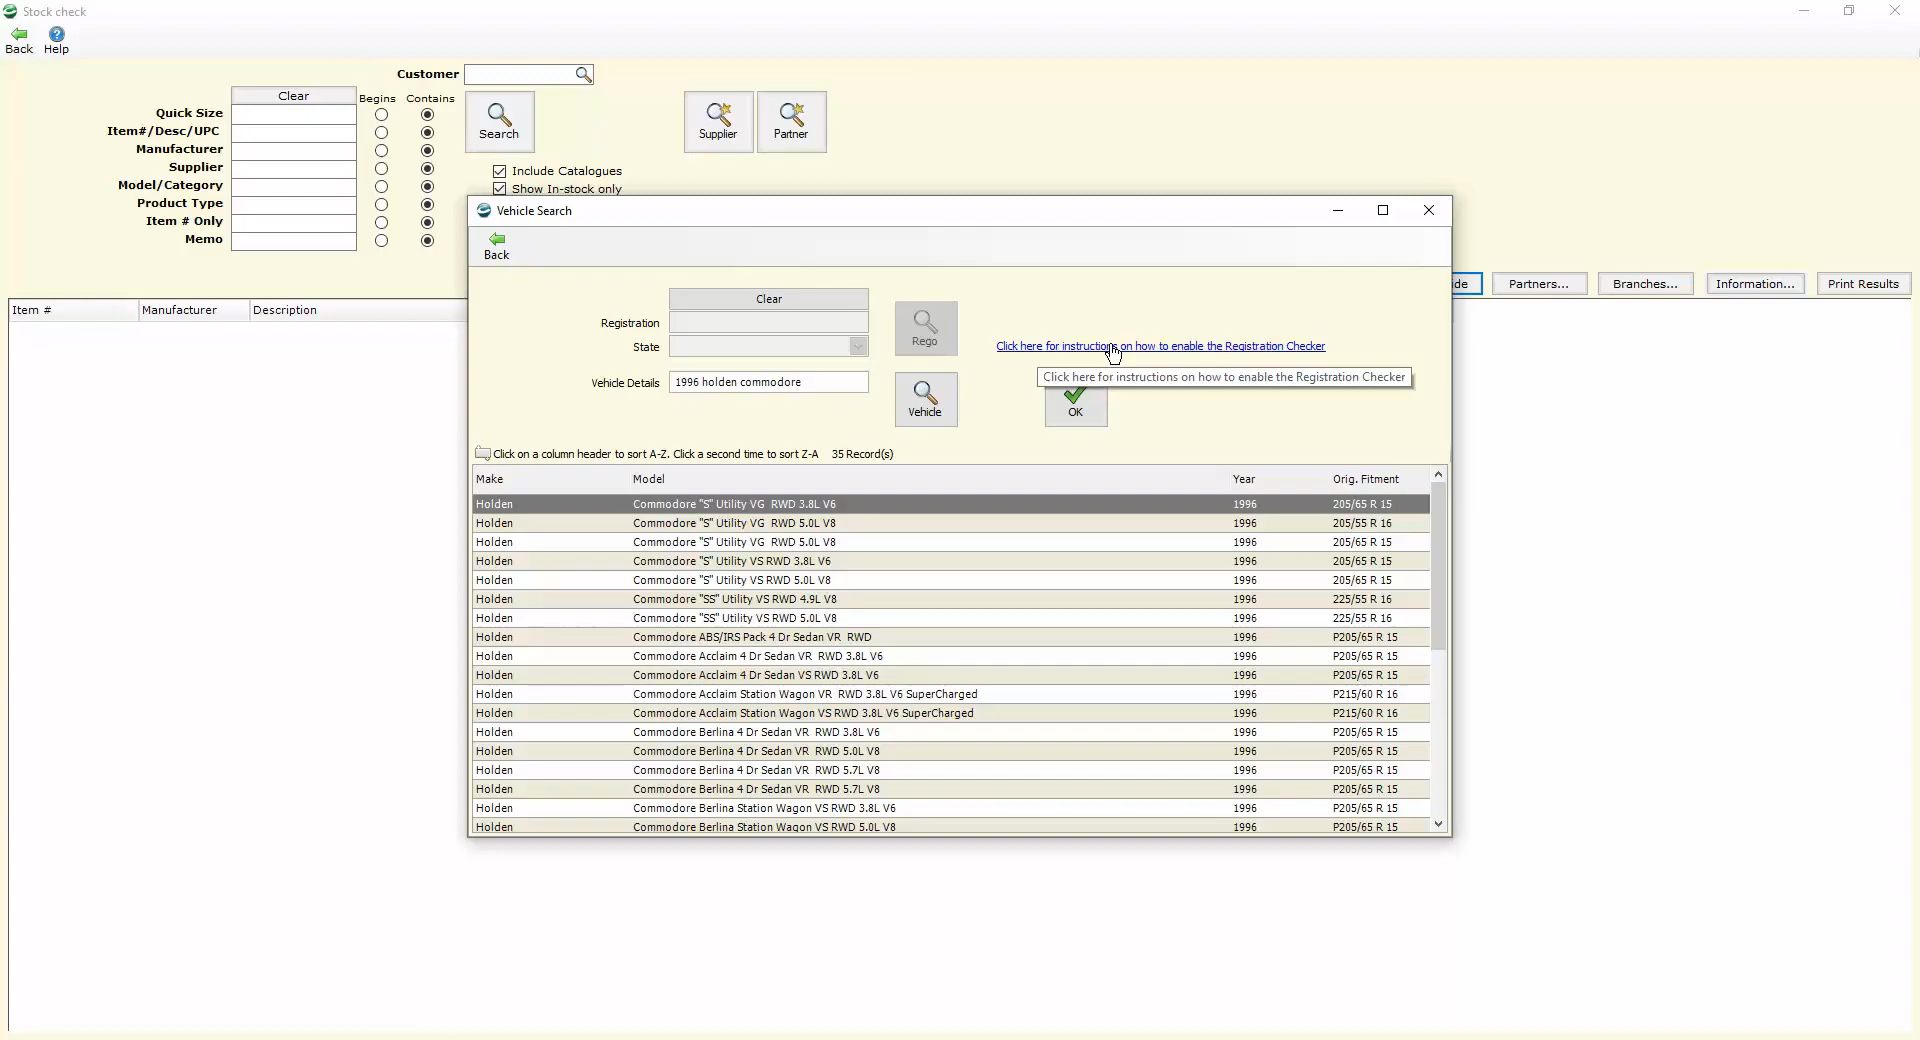 Stock check
Back Help
Customer
Clear Begins Contains
Quick Size
Item#/Desc/UPC
Manufacturer
Supplier
Model/Category
Product Type
Item # Only
Memo
Search
Supplier
Partner
Include Catalogues
Show In-stock only
de Partners... Branches... Information... Print Results
Item # Manufacturer Description
Vehicle Search
Back
Clear
Registration
State
Rego
Click here for instructions on how to enable the Registration Checker
Click here for instructions on how to enable the Registration Checker
Vehicle Details 1996 holden commodore
Vehicle
OK
Click on a column header to sort A-Z. Click a second time to sort Z-A 35 Record(s)
Make Model Year Orig. Fitment
Holden Commodore "S" Utility VG RWD 3.8L V6 1996 205/65 R 15
Holden Commodore "S" Utility VG RWD 5.0L V8 1996 205/55 R 16
Holden Commodore "S" Utility VG RWD 5.0L V8 1996 205/65 R 15
Holden Commodore "S" Utility VS RWD 3.8L V6 1996 205/65 R 15
Holden Commodore "S" Utility VS RWD 5.0L V8 1996 205/65 R 15
Holden Commodore "SS" Utility VS RWD 4.9L V8 1996 225/55 R 16
Holden Commodore "SS" Utility VS RWD 5.0L V8 1996 225/55 R 16
Holden Commodore ABS/IRS Pack 4 Dr Sedan VR RWD 1996 P205/65 R 15
Holden Commodore Acclaim 4 Dr Sedan VR RWD 3.8L V6 1996 P205/65 R 15
Holden Commodore Acclaim 4 Dr Sedan VS RWD 3.8L V6 1996 P205/65 R 15
Holden Commodore Acclaim Station Wagon VR RWD 3.8L V6 SuperCharged 1996 P215/60 R 16
Holden Commodore Acclaim Station Wagon VS RWD 3.8L V6 SuperCharged 1996 P215/60 R 16
Holden Commodore Berlina 4 Dr Sedan VR RWD 3.8L V6 1996 P205/65 R 15
Holden Commodore Berlina 4 Dr Sedan VR RWD 5.0L V8 1996 P205/65 R 15
Holden Commodore Berlina 4 Dr Sedan VR RWD 5.7L V8 1996 P205/65 R 15
Holden Commodore Berlina 4 Dr Sedan VR RWD 5.7L V8 1996 P205/65 R 15
Holden Commodore Berlina Station Wagon VS RWD 3.8L V6 1996 P205/65 R 15
Holden Commodore Berlina Station Wagon VS RWD 5.0L V8 1996 P205/65 R 15